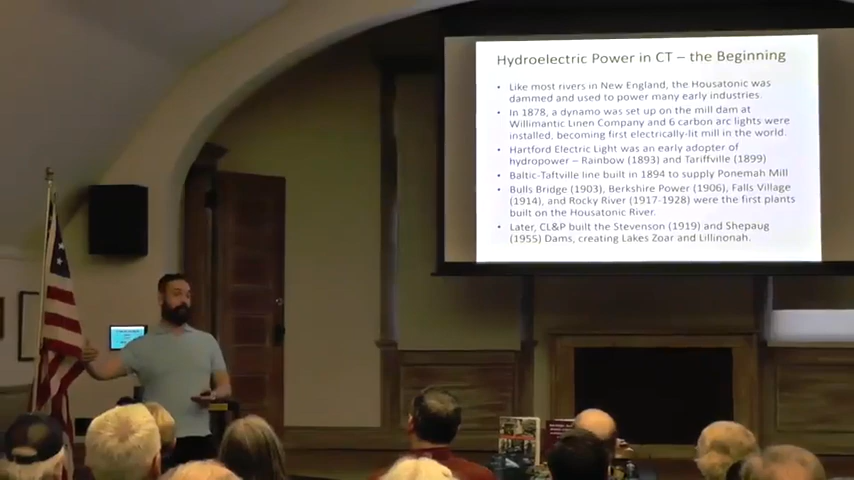 Hydroelectric Power in CT – the Beginning
• Like most rivers in New England, the Housatonic was
dammed and used to power many early industries.
• In 1878, a dynamo was set up on the mill dam at
Willimantic Linen Company and 6 carbon arc lights were
installed, becoming first electrically-lit mill in the world.
• Hartford Electric Light was an early adopter of
hydropower – Rainbow (1893) and Tariffville (1899)
• Baltic-Taftville line built in 1894 to supply Ponemah Mill
• Bulls Bridge (1903), Berkshire Power (1906), Falls Village
(1914), and Rocky River (1917-1928) were the first plants
built on the Housatonic River.
• Later, CL&P built the Stevenson (1919) and Shepaug
(1955) Dams, creating Lakes Zoar and Lillinonah.